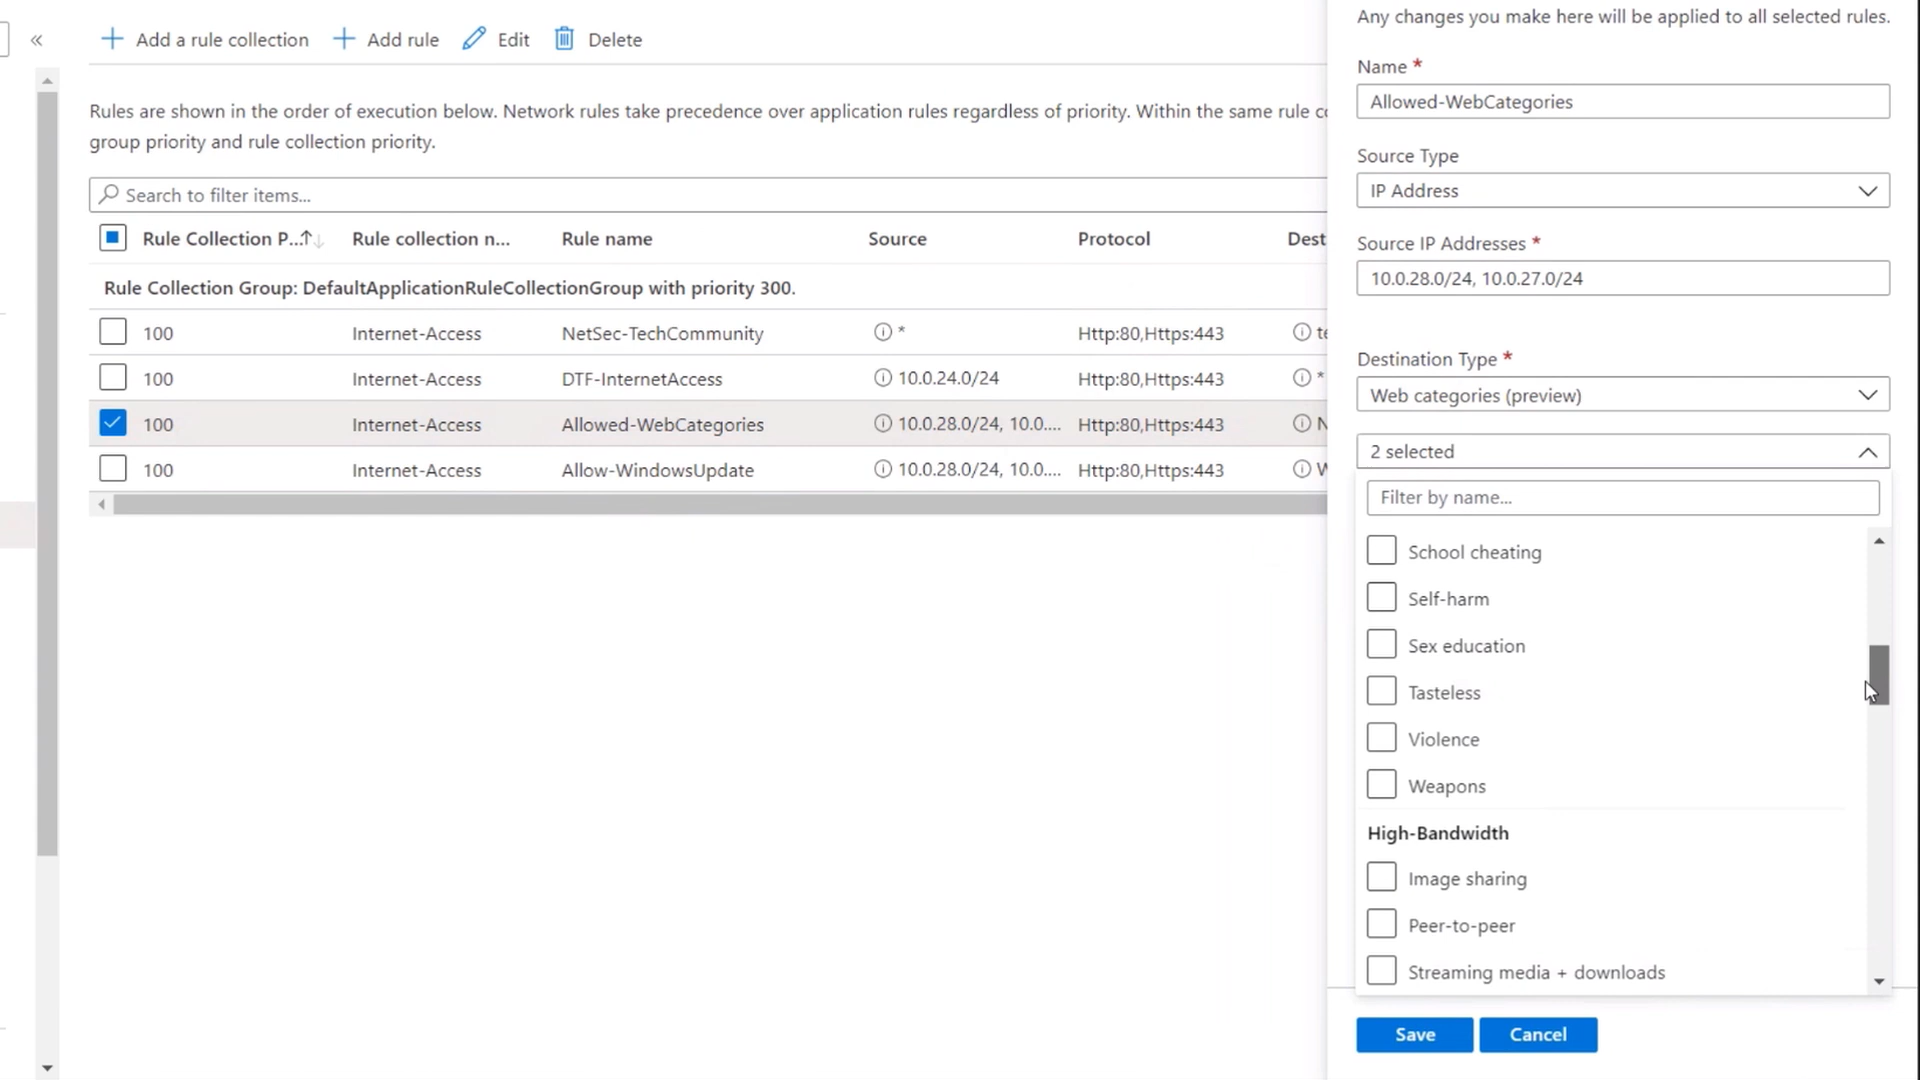 Add a rule collection
Add rule
Edit
Delete
Rules are shown in the order of execution below. Network rules take precedence over application rules regardless of priority. Within the same rule
group priority and rule collection priority.
Search to filter items...
Rule Collection P... Rule collection n... Rule name Source Protocol Dest
Rule Collection Group: DefaultApplicationRuleCollectionGroup with priority 300.
100 Internet-Access NetSec-TechCommunity * Http:80,Https:443
100 Internet-Access DTF-InternetAccess 10.0.24.0/24 Http:80,Https:443 *
100 Internet-Access Allowed-WebCategories 10.0.28.0/24, 10.0.... Http:80,Https:443
100 Internet-Access Allow-WindowsUpdate 10.0.28.0/24, 10.0.... Http:80,Https:443
Any changes you make here will be applied to all selected rules.
Name *
Allowed-WebCategories
Source Type
IP Address
Source IP Addresses *
10.0.28.0/24, 10.0.27.0/24
Destination Type *
Web categories (preview)
2 selected
Filter by name...
School cheating
Self-harm
Sex education
Tasteless
Violence
Weapons
High-Bandwidth
Image sharing
Peer-to-peer
Streaming media + downloads
Save
Cancel